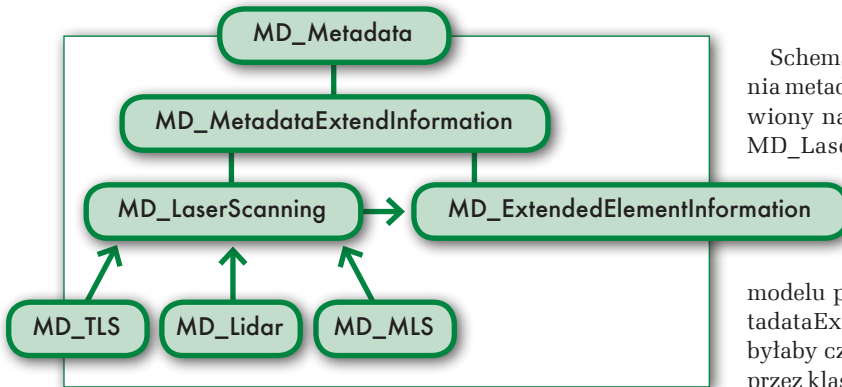 MD_Metadata
MD_MetadataExtendInformation
MD_LaserScanning
MD_ExtendedElementInformation
MD_TLS
MD_Lidar
MD_MLS
Schema
nia metad
wiony na
MD_Lase
modelu p
tadataEx
byłaby cz
przez klas